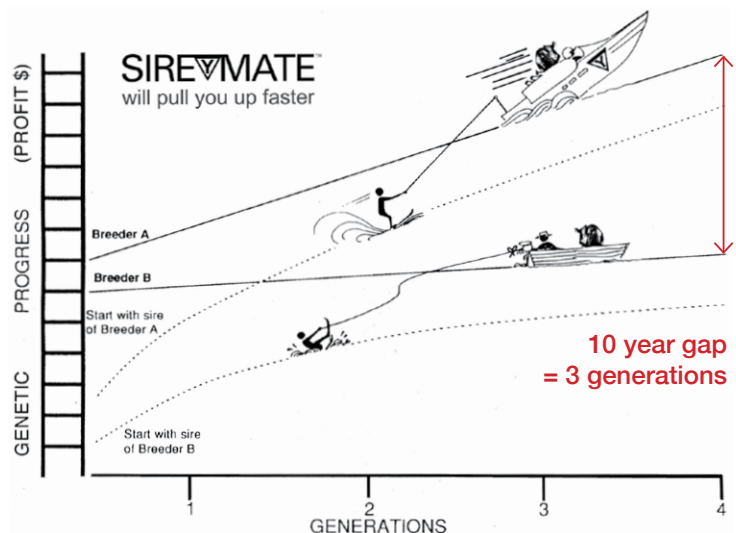 SIREMATE™
will pull you up faster
GENETIC PROGRESS (PROFIT $)
Breeder A
Breeder B
Start with sire
of Breeder A
Start with sire
of Breeder B
10 year gap
= 3 generations
1 2 3 4
GENERATIONS